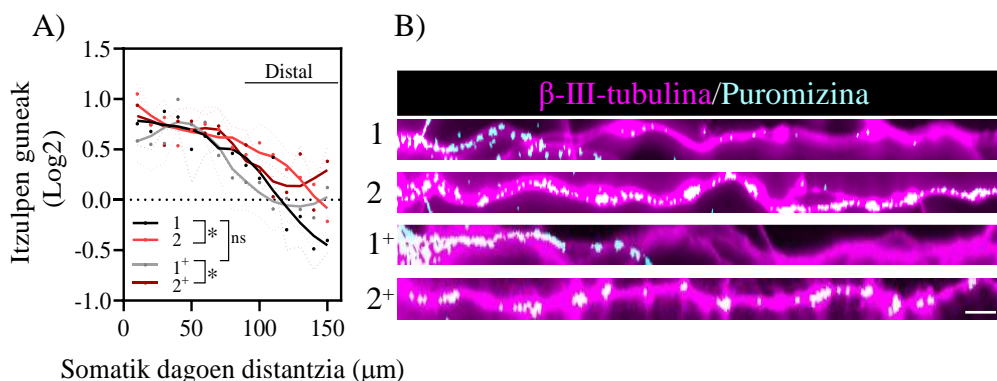 A)
Itzulpen guneak
(Log2)
1.5
1.0
0.5
0.0
-0.5
-1.0
Distal
1
2
1+
2+
*
ns
*
0
50
100
150
Somatik dagoen distantzia (µm)
B)
β-III-tubulina/Puromizina
1
2
1+
2+